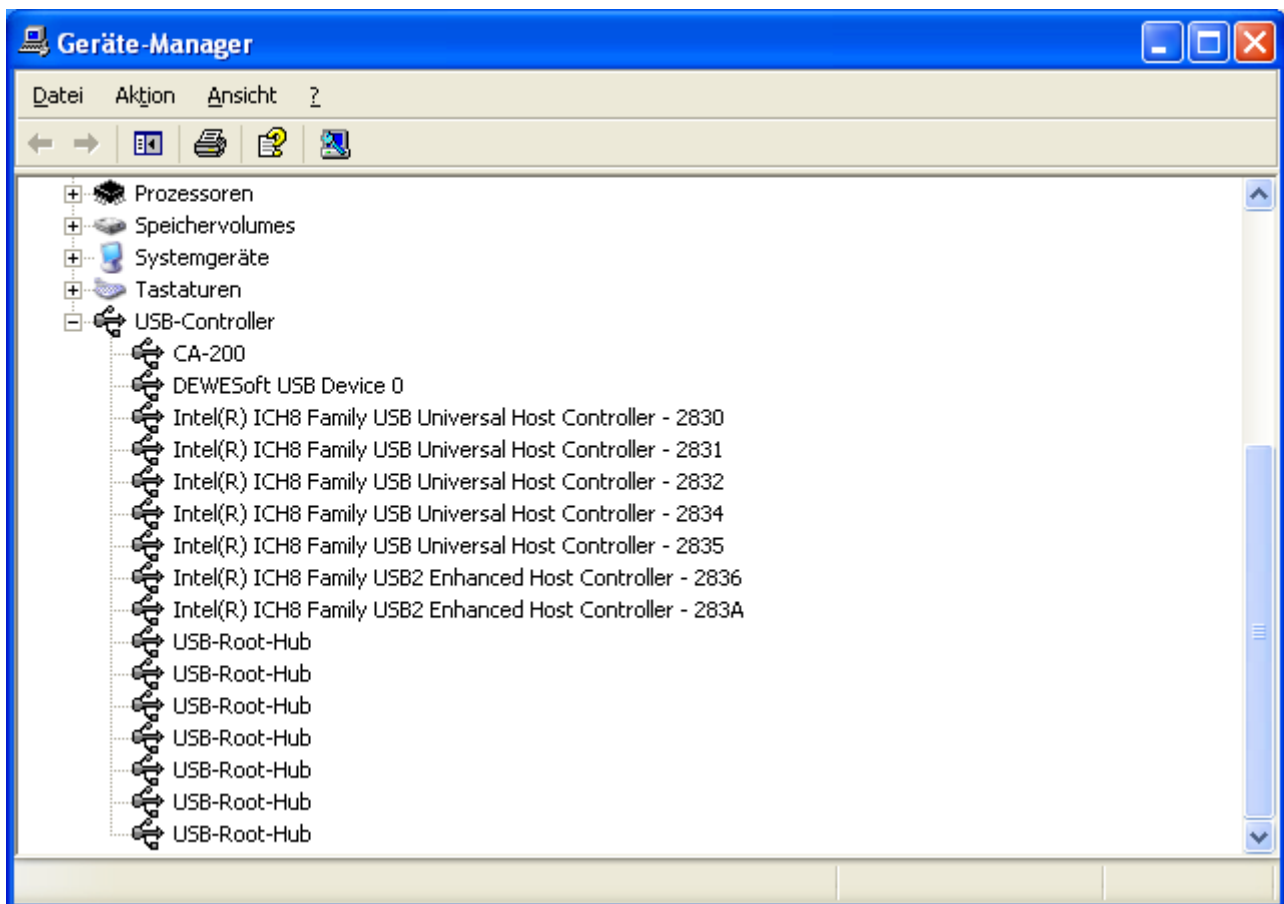 Geräte-Manager
Datei Aktion Ansicht ?
Prozessoren
Speichervolumes
Systemgeräte
Tastaturen
USB-Controller
CA-200
DEWESoft USB Device 0
Intel(R) ICH8 Family USB Universal Host Controller - 2830
Intel(R) ICH8 Family USB Universal Host Controller - 2831
Intel(R) ICH8 Family USB Universal Host Controller - 2832
Intel(R) ICH8 Family USB Universal Host Controller - 2834
Intel(R) ICH8 Family USB Universal Host Controller - 2835
Intel(R) ICH8 Family USB2 Enhanced Host Controller - 2836
Intel(R) ICH8 Family USB2 Enhanced Host Controller - 283A
USB-Root-Hub
USB-Root-Hub
USB-Root-Hub
USB-Root-Hub
USB-Root-Hub
USB-Root-Hub
USB-Root-Hub